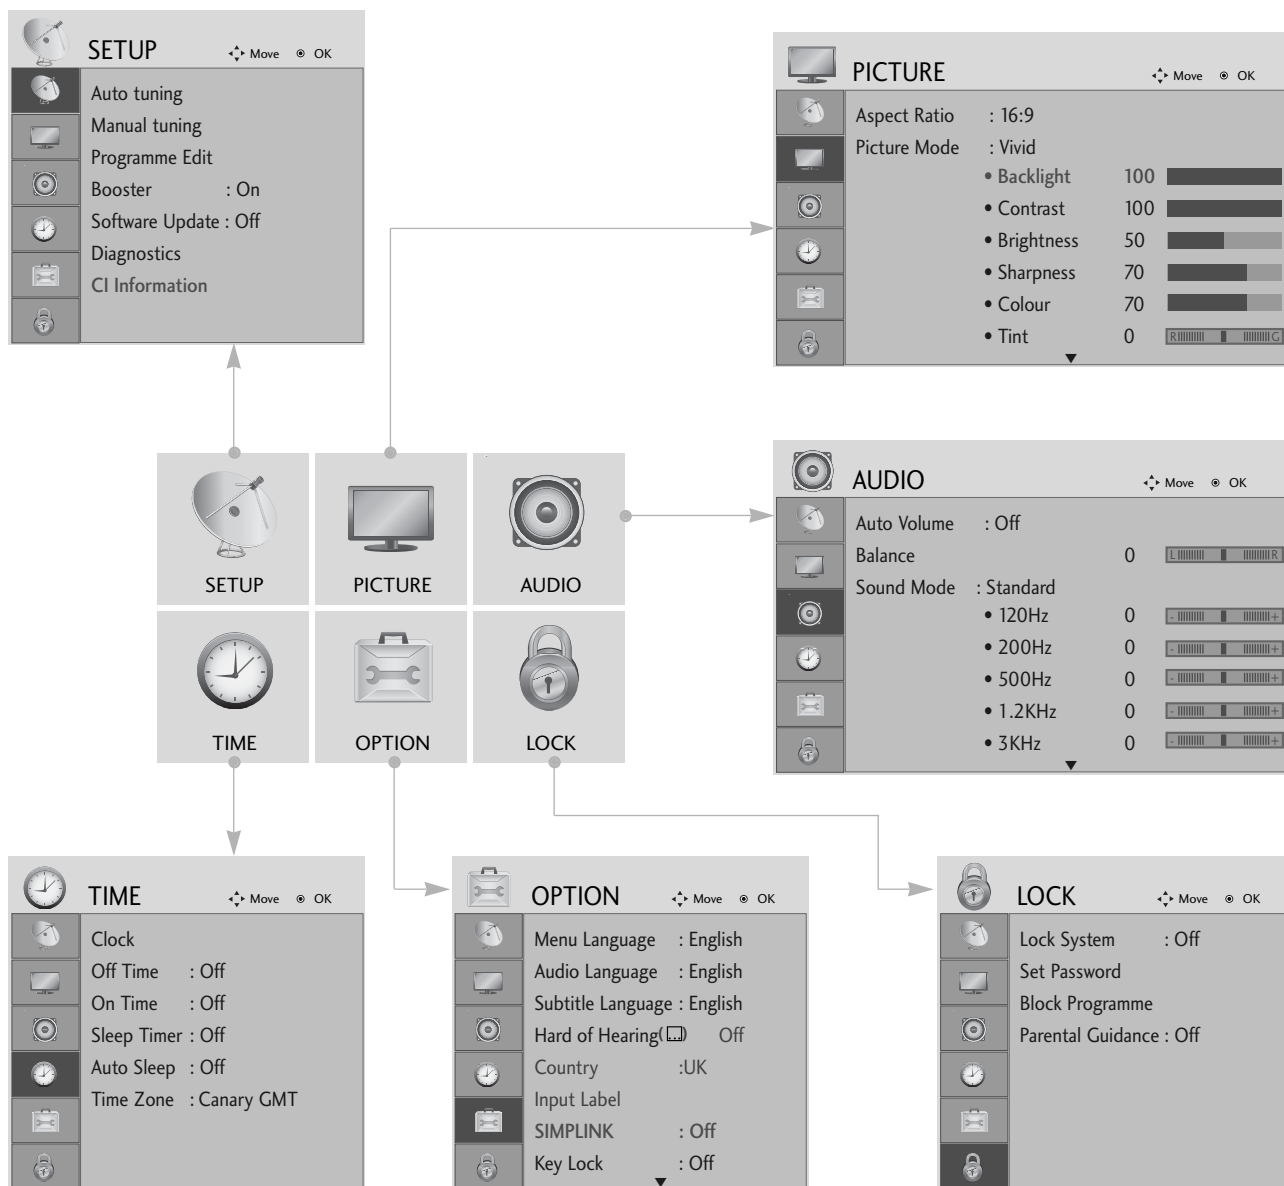 SETUP Move OK
Auto tuning
Manual tuning
Programme Edit
Booster : On
Software Update : Off
Diagnostics
CI Information
PICTURE Move OK
Aspect Ratio : 16:9
Picture Mode : Vivid
• Backlight 100
• Contrast 100
• Brightness 50
• Sharpness 70
• Colour 70
• Tint 0 R G
SETUP
PICTURE
AUDIO
TIME
OPTION
LOCK
AUDIO Move OK
Auto Volume : Off
Balance 0 L R
Sound Mode : Standard
• 120Hz 0 - +
• 200Hz 0 - +
• 500Hz 0 - +
• 1.2KHz 0 - +
• 3KHz 0 - +
TIME Move OK
Clock
Off Time : Off
On Time : Off
Sleep Timer : Off
Auto Sleep : Off
Time Zone : Canary GMT
OPTION Move OK
Menu Language : English
Audio Language : English
Subtitle Language : English
Hard of Hearing( ) Off
Country :UK
Input Label
SIMPLINK : Off
Key Lock : Off
LOCK Move OK
Lock System : Off
Set Password
Block Programme
Parental Guidance : Off